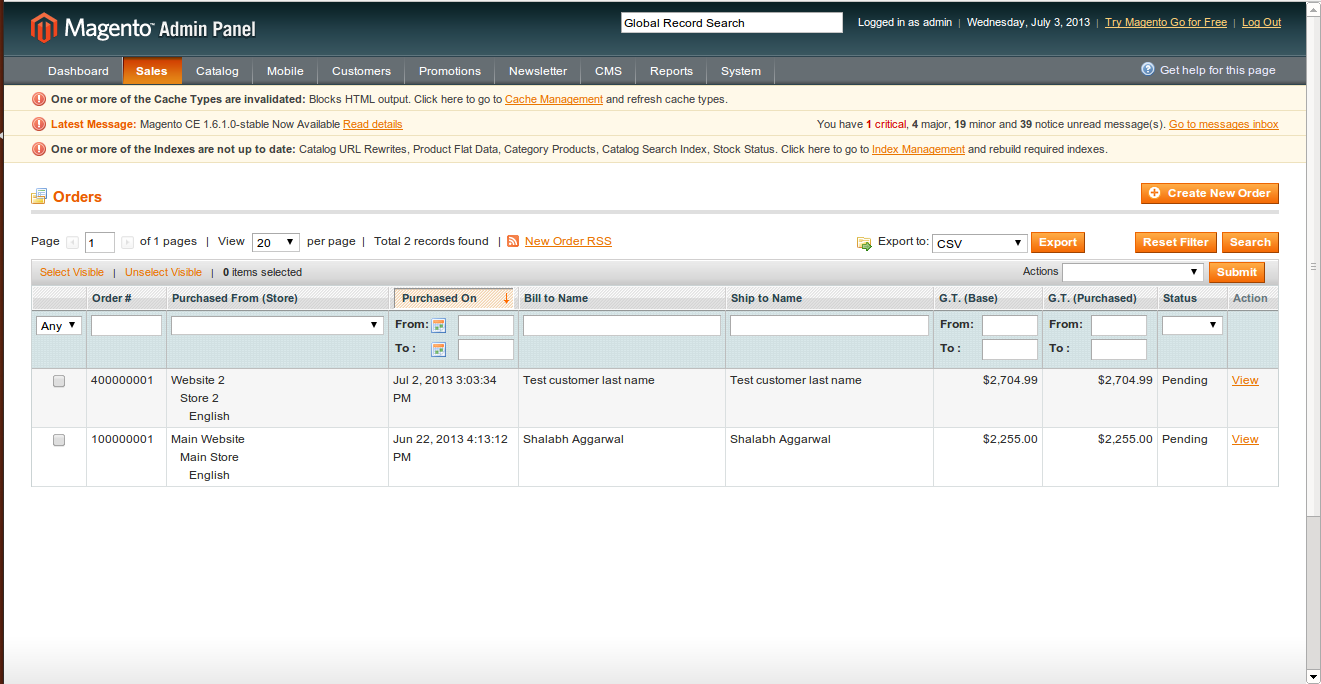 Magento Admin Panel
Global Record Search
Logged in as admin | Wednesday, July 3, 2013 | Try Magento Go for Free | Log Out
Dashboard Sales Catalog Mobile Customers Promotions Newsletter CMS Reports System
Get help for this page
One or more of the Cache Types are invalidated: Blocks HTML output. Click here to go to Cache Management and refresh cache types.
Latest Message: Magento CE 1.6.1.0-stable Now Available Read details
You have 1 critical, 4 major, 19 minor and 39 notice unread message(s). Go to messages inbox
One or more of the Indexes are not up to date: Catalog URL Rewrites, Product Flat Data, Category Products, Catalog Search Index, Stock Status. Click here to go to Index Management and rebuild required indexes.
Orders
Create New Order
Page 1 of 1 pages | View 20 per page | Total 2 records found | New Order RSS
Export to: CSV Export Reset Filter Search
Select Visible | Unselect Visible | 0 items selected
Actions Submit
Order # Purchased From (Store) Purchased On Bill to Name Ship to Name G.T. (Base) G.T. (Purchased) Status Action
Any From: From: From:
To : To : To :
400000001 Website 2 Jul 2, 2013 3:03:34 Test customer last name Test customer last name $2,704.99 $2,704.99 Pending View
Store 2 PM
English
100000001 Main Website Jun 22, 2013 4:13:12 Shalabh Aggarwal Shalabh Aggarwal $2,255.00 $2,255.00 Pending View
Main Store PM
English